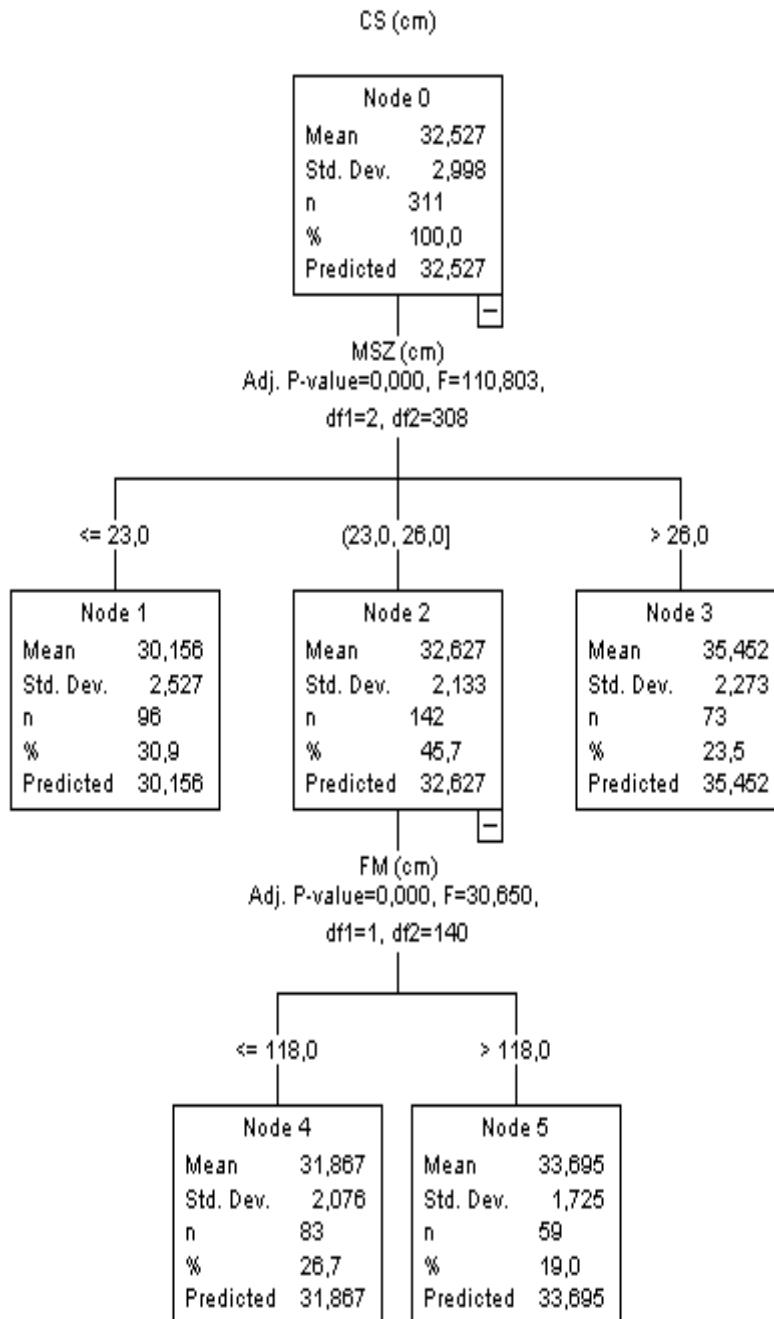 CS (cm)
Node 0
Mean 32,527
Std. Dev. 2,998
n 311
% 100,0
Predicted 32,527
MSZ (cm)
Adj. P-value=0,000, F=110,803,
df1=2, df2=308
<= 23,0
(23,0, 26,0]
> 26,0
Node 1
Mean 30,156
Std. Dev. 2,527
n 96
% 30,9
Predicted 30,156
Node 2
Mean 32,627
Std. Dev. 2,133
n 142
% 45,7
Predicted 32,627
Node 3
Mean 35,452
Std. Dev. 2,273
n 73
% 23,5
Predicted 35,452
FM (cm)
Adj. P-value=0,000, F=30,650,
df1=1, df2=140
<= 118,0
> 118,0
Node 4
Mean 31,867
Std. Dev. 2,076
n 83
% 26,7
Predicted 31,867
Node 5
Mean 33,695
Std. Dev. 1,725
n 59
% 19,0
Predicted 33,695